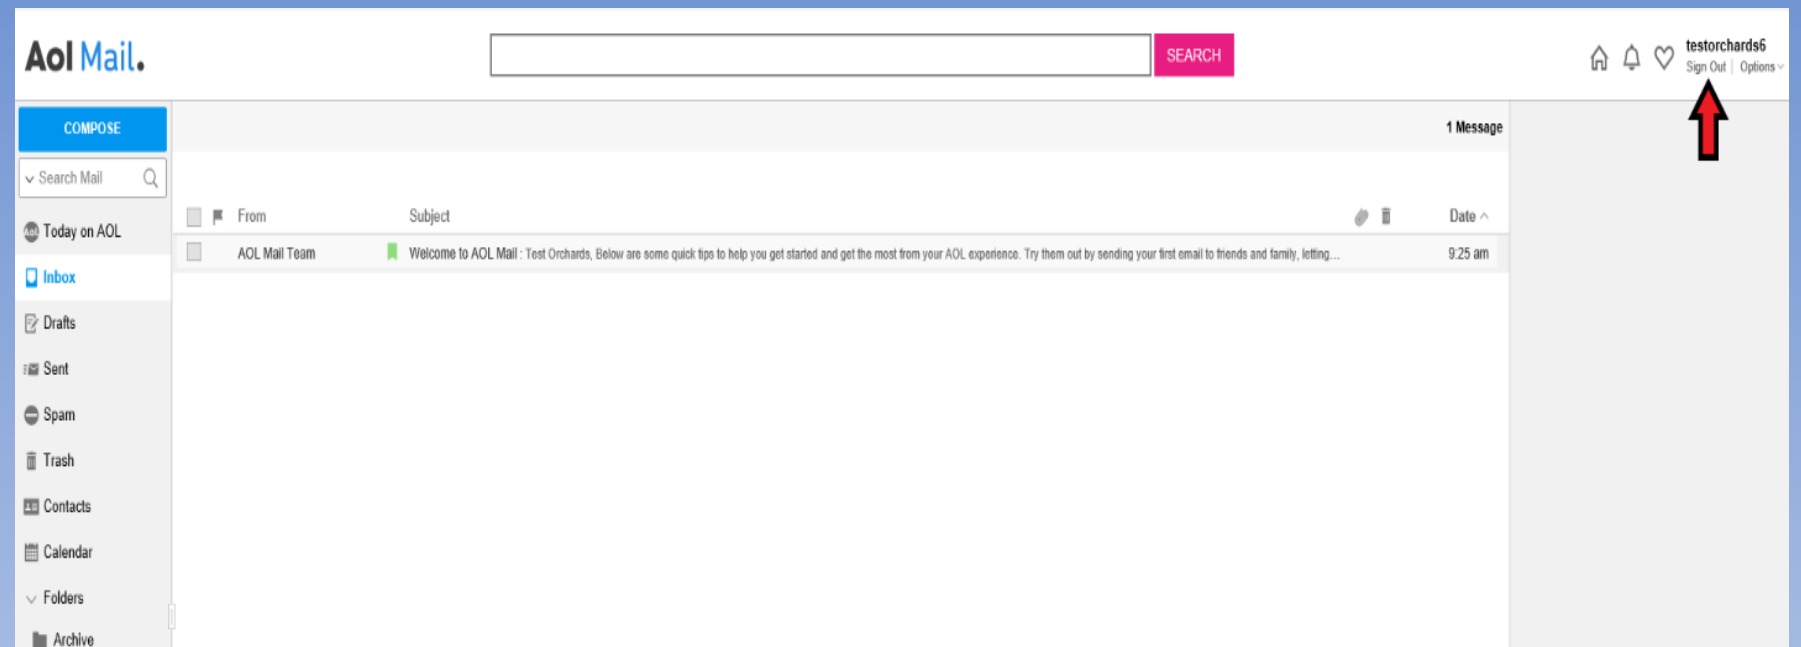 Aol Mail.
SEARCH
testorchards6
Sign Out | Options
COMPOSE
1 Message
Search Mail
From Subject Date
Aol. Today on AOL
AOL Mail Team Welcome to AOL Mail : Test Orchards, Below are some quick tips to help you get started and get the most from your AOL experience. Try them out by sending your first email to friends and family, letting... 9:25 am
Inbox
Drafts
Sent
Spam
Trash
Contacts
Calendar
Folders
Archive